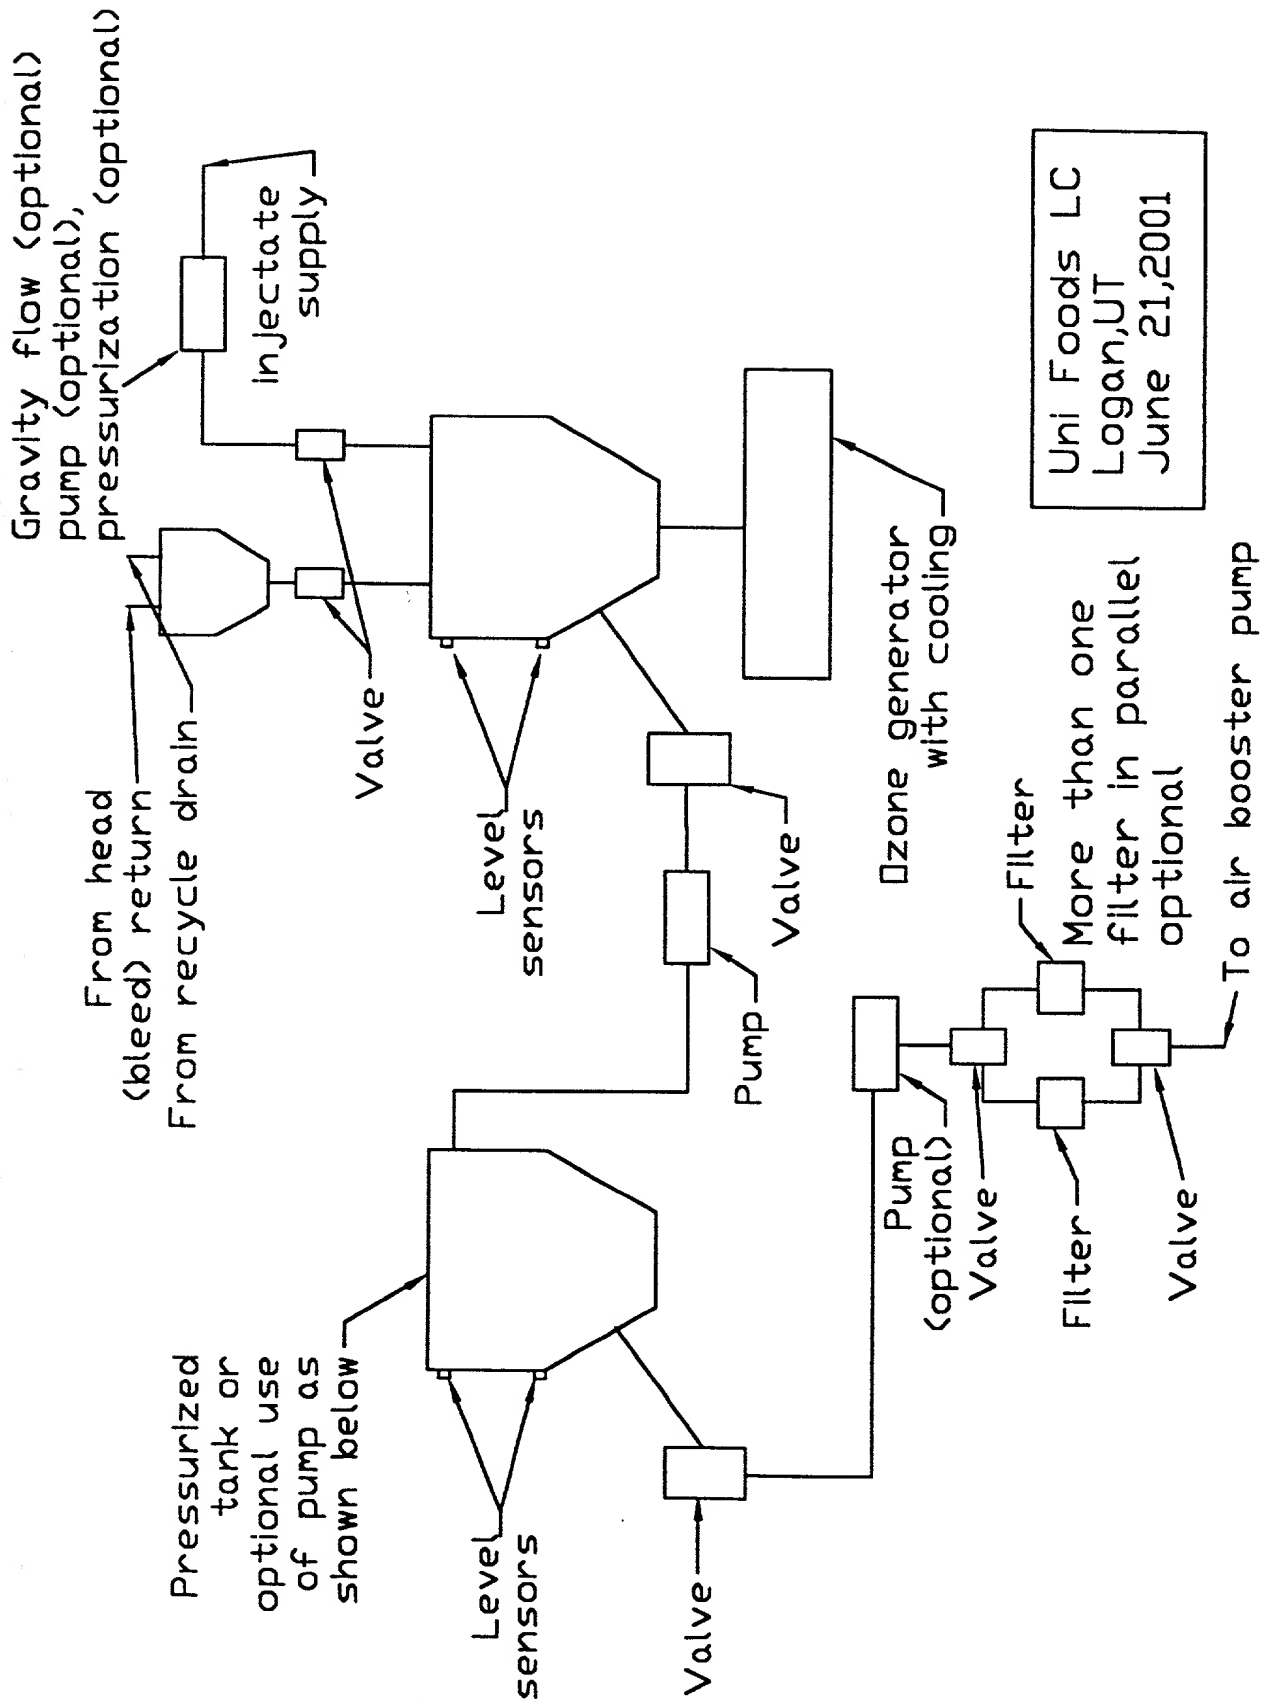 Gravity flow (optional)
pump (optional),
pressurization (optional)
From head
(bleed) return
From recycle drain
injectate
supply
Valve
Pressurized
tank or
optional use
of pump as
shown below
Level
sensors
Level
sensors
Valve
Pump
Valve
Ozone generator
with cooling
Pump
(optional)
Valve
Filter
Filter
More than one
filter in parallel
optional
Valve
To air booster pump
Uni Foods LC
Logan,UT
June 21,2001